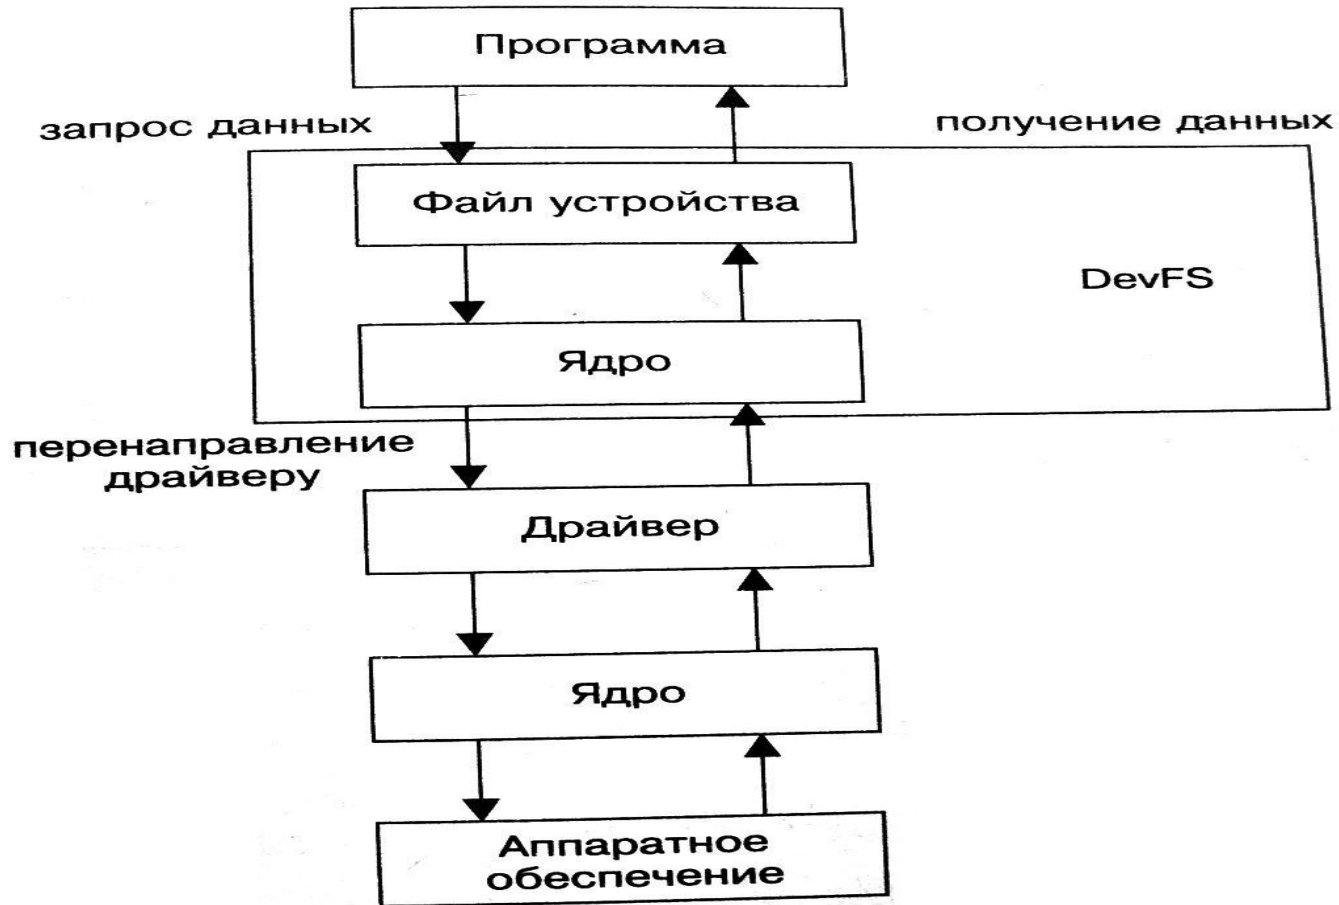 Программа
запрос данных
получение данных
Файл устройства
DevFS
Ядро
перенаправление
драйверу
Драйвер
Ядро
Аппаратное
обеспечение